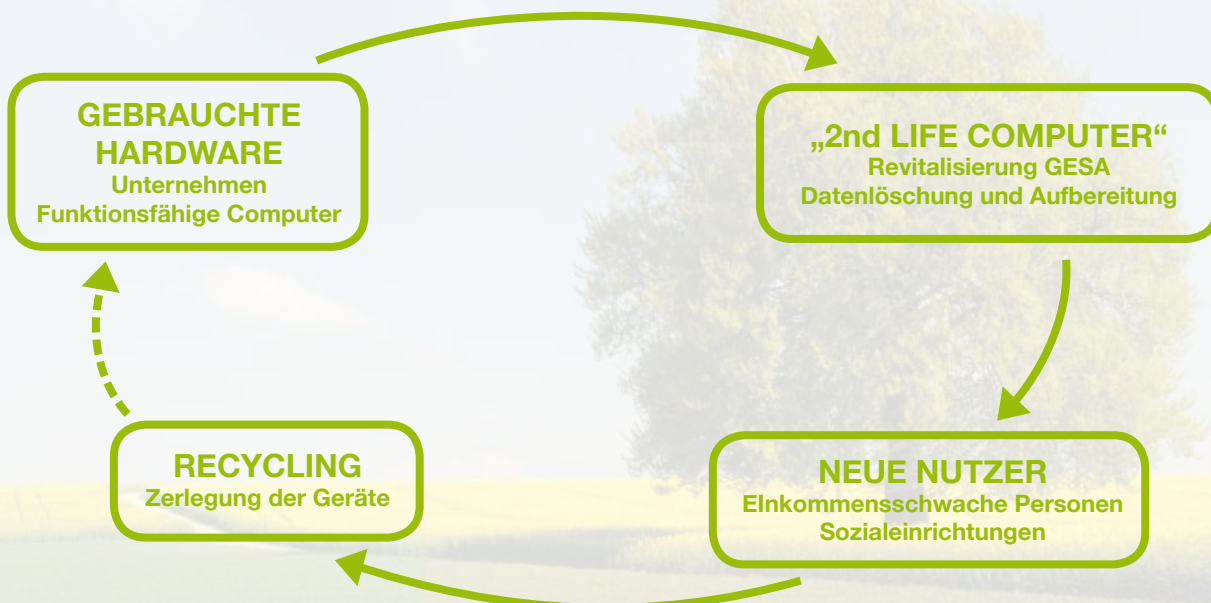 GEBRAUCHTE
HARDWARE
Unternehmen
Funktionsfähige Computer
„2nd LIFE COMPUTER“
Revitalisierung GESA
Datenlöschung und Aufbereitung
NEUE NUTZER
EInkommensschwache Personen
Sozialeinrichtungen
RECYCLING
Zerlegung der Geräte